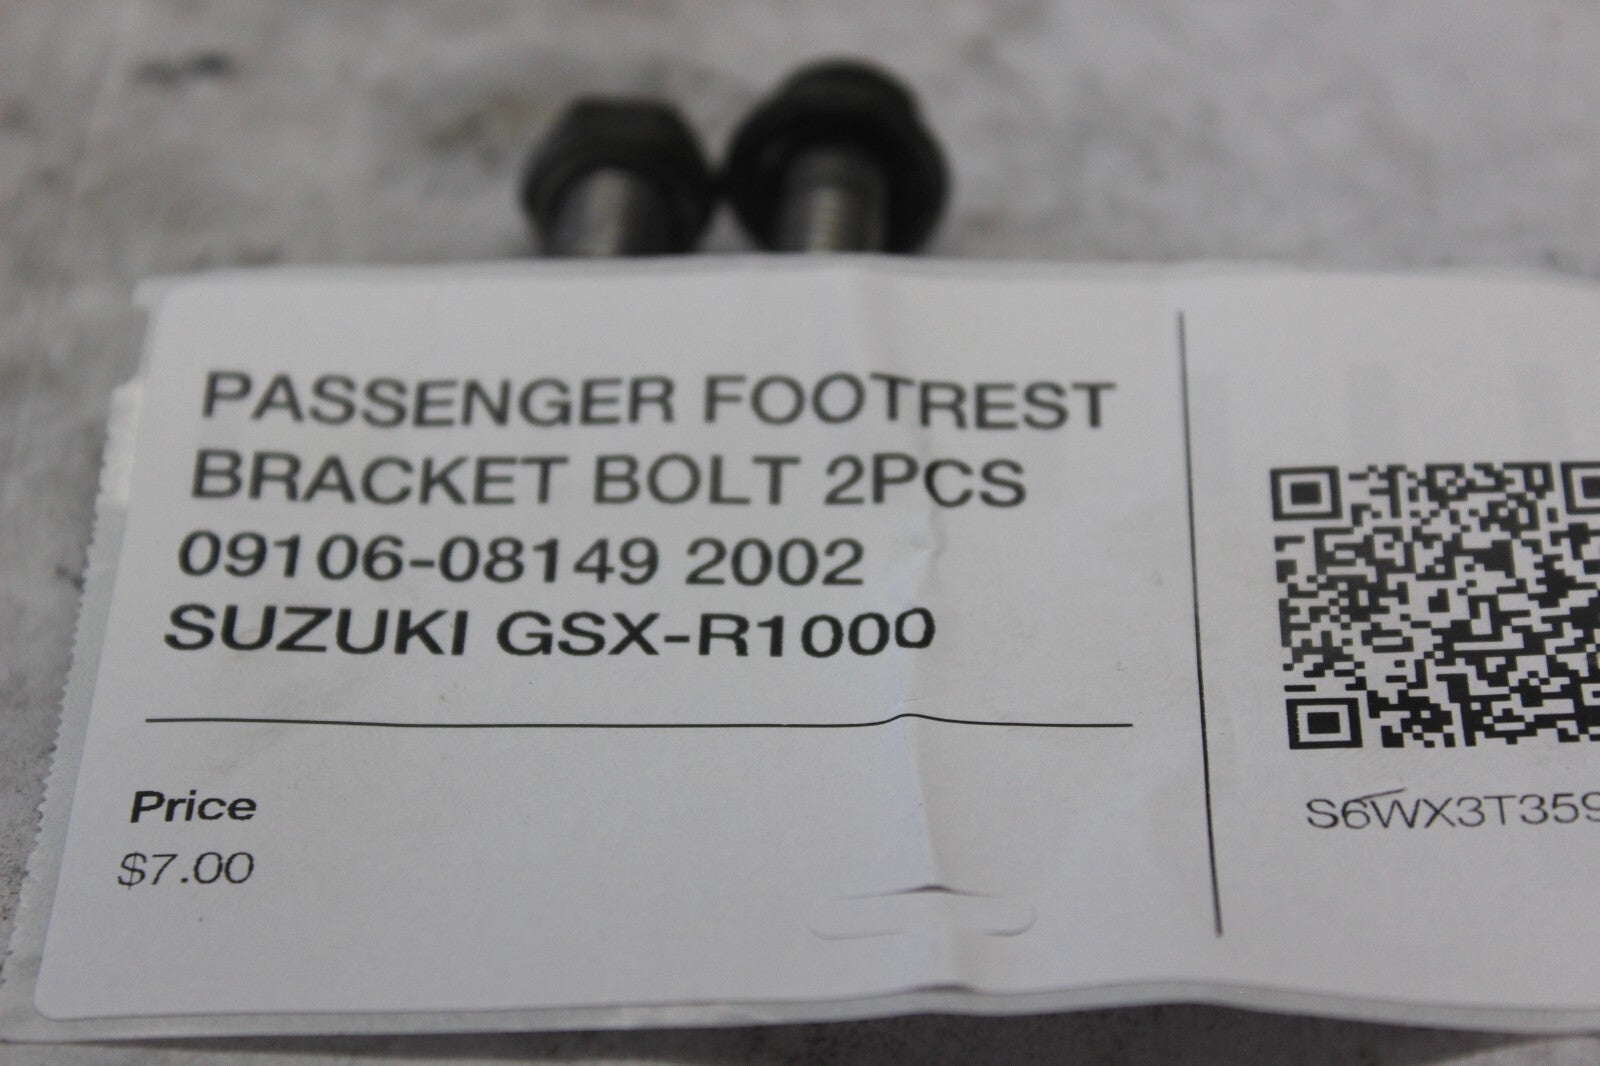 PASSENGER FOOTREST
BRACKET BOLT 2PCS
09106-08149 2002
SUZUKI GSX-R1000
Price
$7.00
S6WX3T359